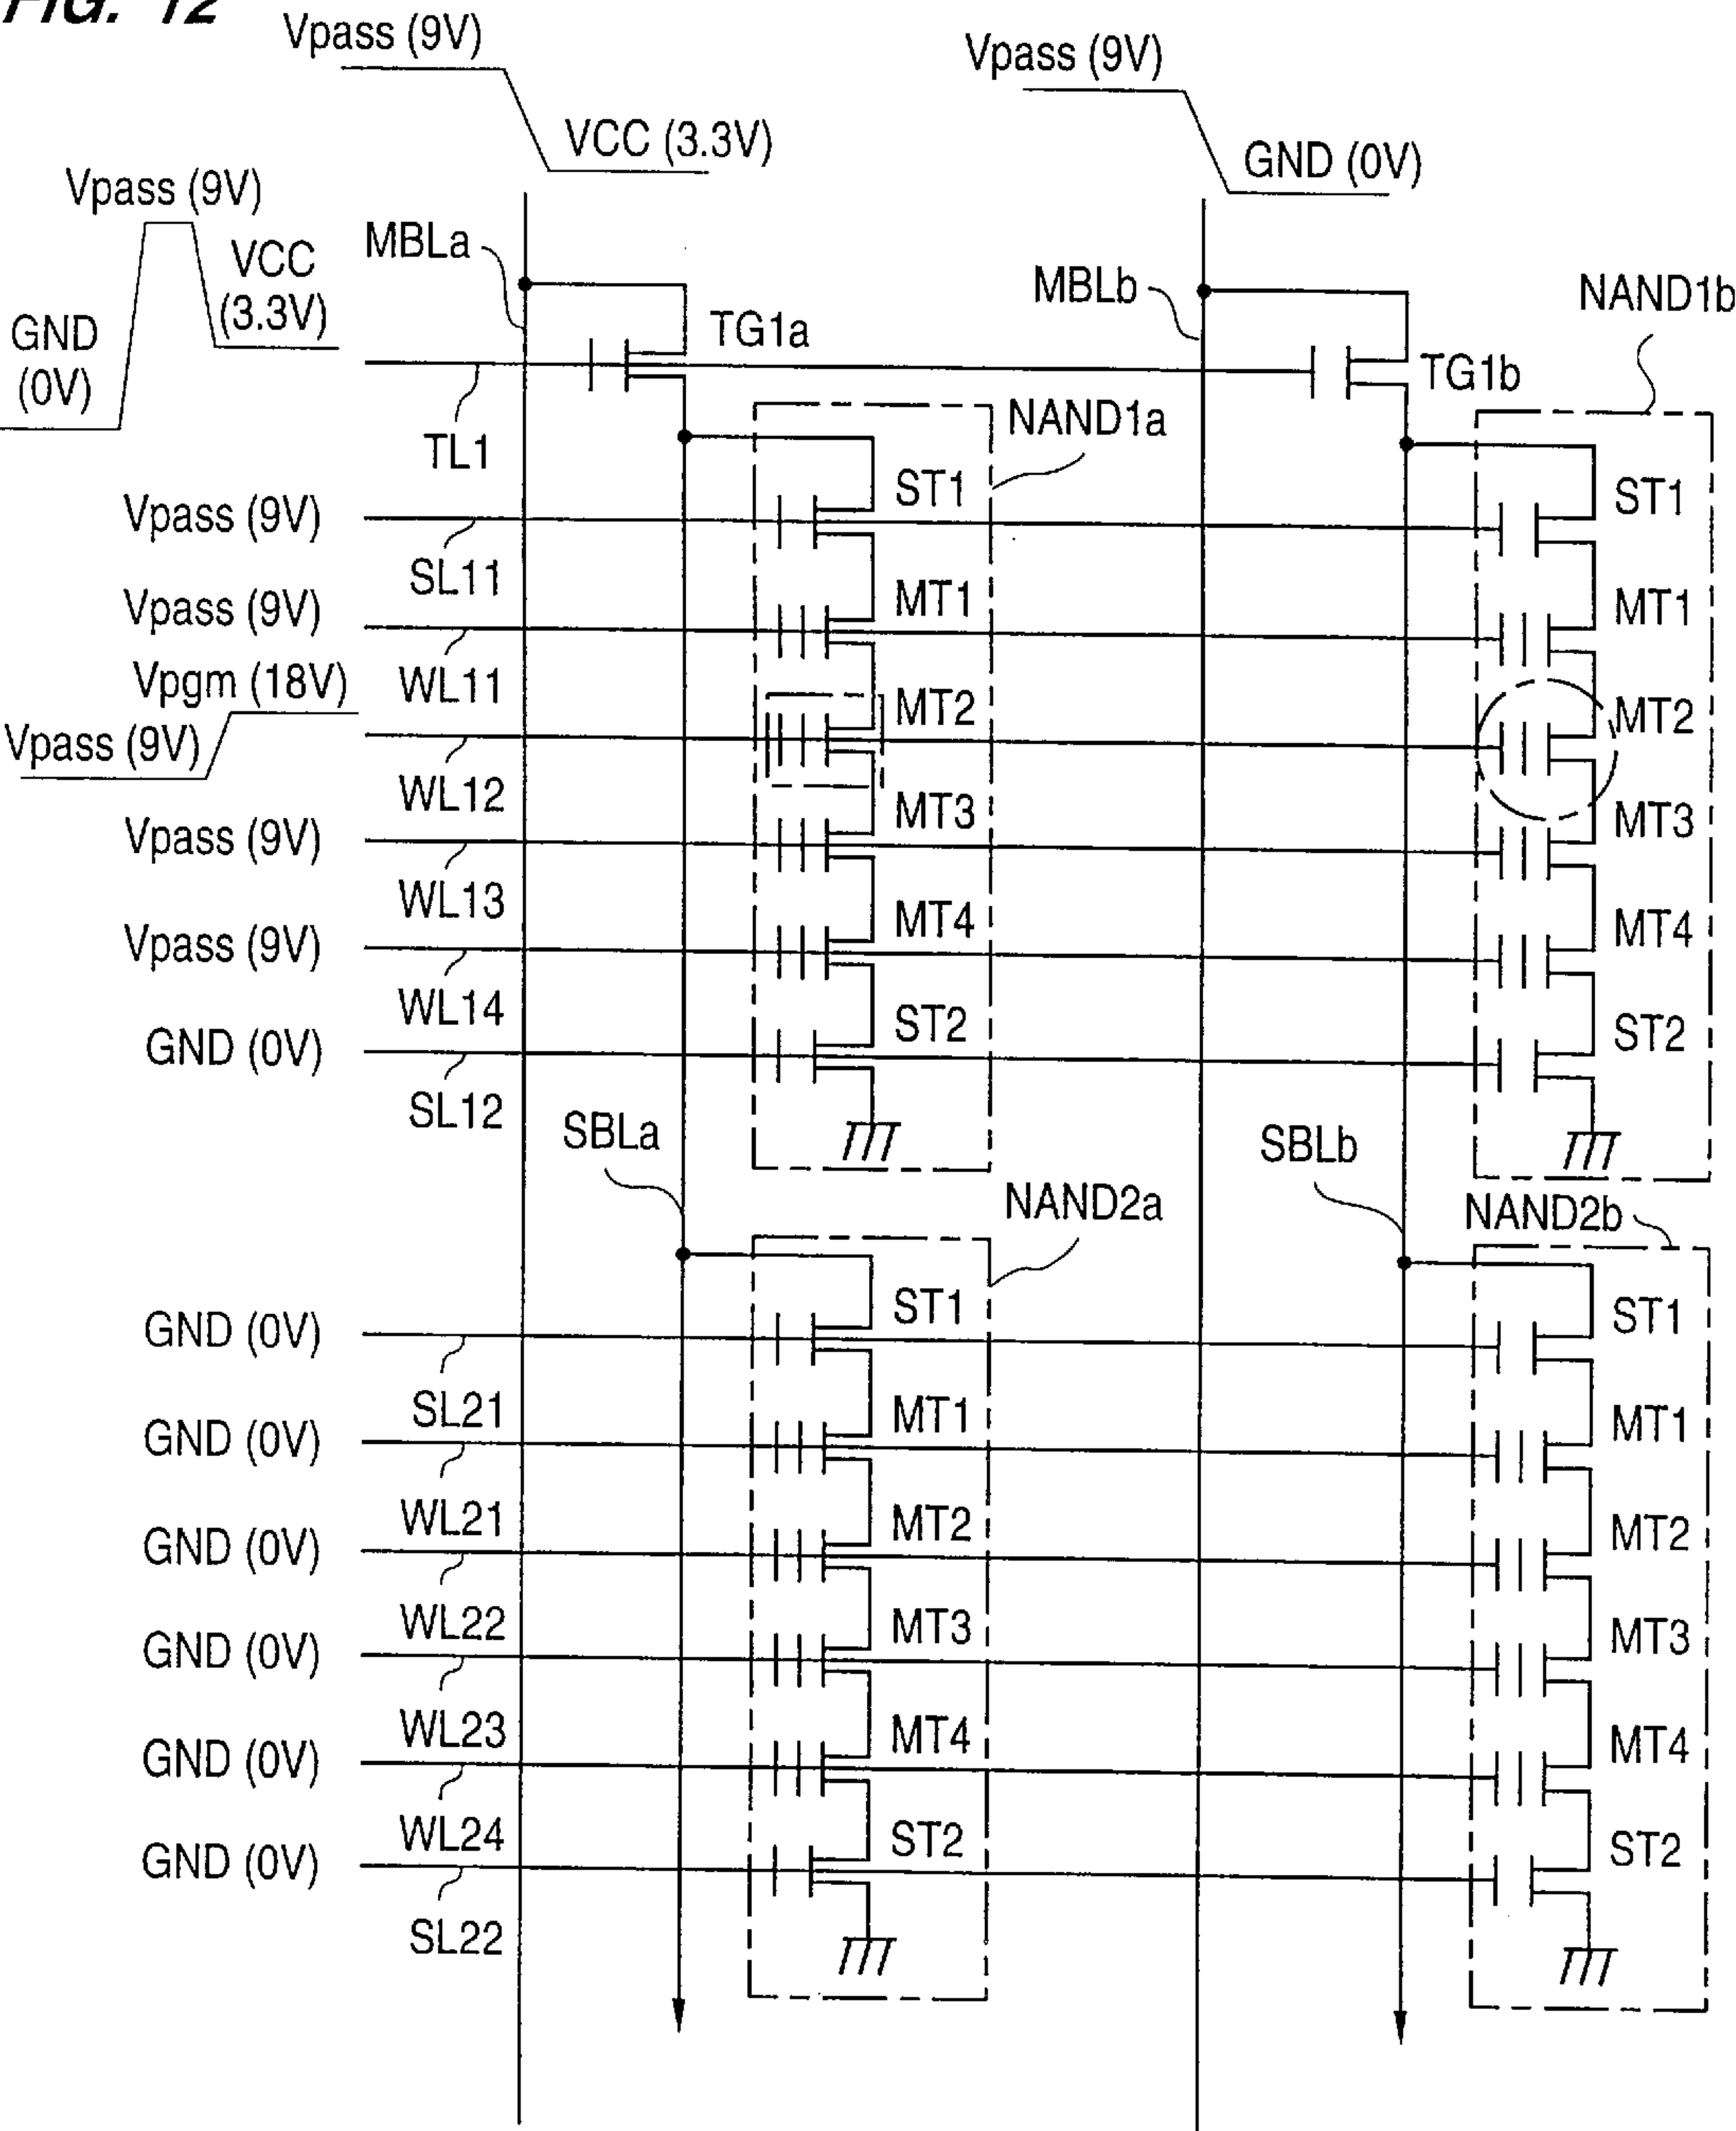 FIG. 12
Vpass (9V)
VCC (3.3V)
Vpass (9V)
GND (0V)
Vpass (9V)
VCC
(3.3V)
GND
(0V)
MBLa
MBLb
NAND1b
TG1a
TG1b
TL1
NAND1a
Vpass (9V)
SL11
ST1
ST1
Vpass (9V)
WL11
MT1
MT1
Vpgm (18V)
Vpass (9V)
WL12
MT2
MT2
Vpass (9V)
WL13
MT3
MT3
Vpass (9V)
WL14
MT4
MT4
GND (0V)
SL12
ST2
ST2
SBLa
SBLb
NAND2a
NAND2b
GND (0V)
SL21
ST1
ST1
GND (0V)
WL21
MT1
MT1
GND (0V)
WL22
MT2
MT2
GND (0V)
WL23
MT3
MT3
GND (0V)
WL24
MT4
MT4
GND (0V)
SL22
ST2
ST2